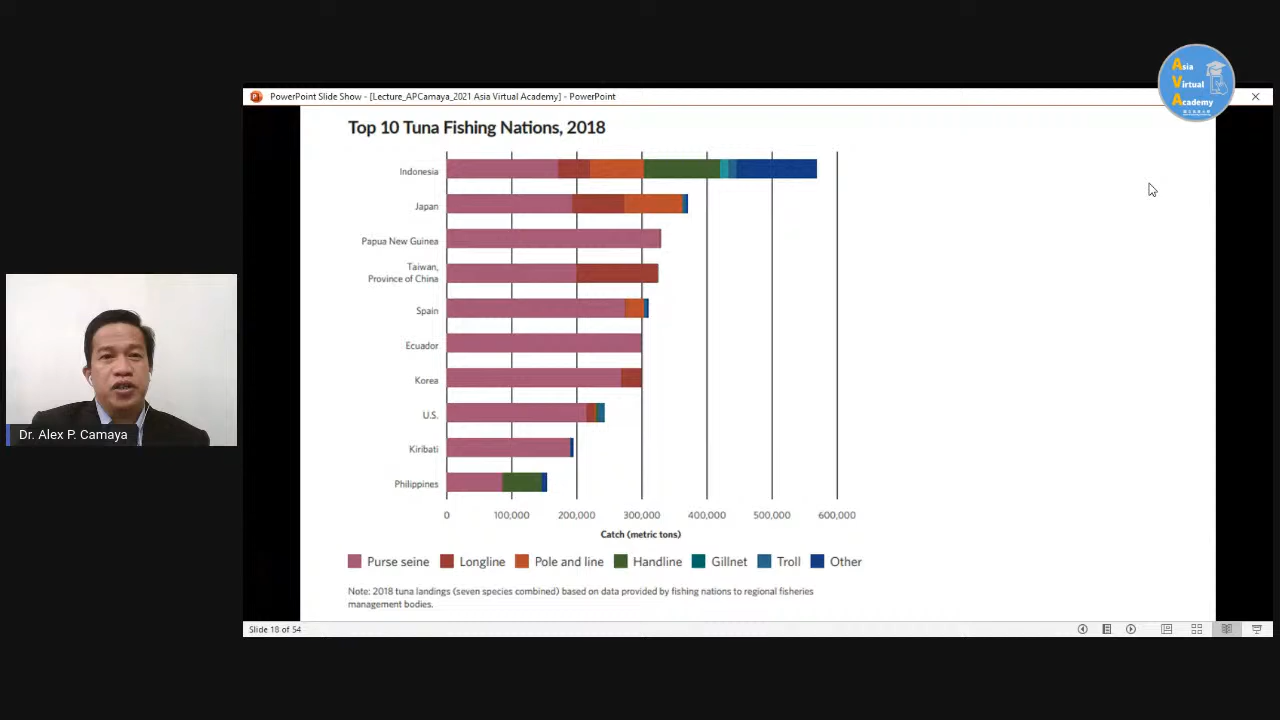 Asia
Virtual
Academy
PowerPoint Slide Show - [Lecture_APCamaya_2021 Asia Virtual Academy] - PowerPoint
Top 10 Tuna Fishing Nations, 2018
Indonesia
Japan
Papua New Guinea
Taiwan,
Province of China
Spain
Ecuador
Korea
U.S.
Kiribati
Philippines
0 100,000 200,000 300,000 400,000 500,000 600,000
Catch (metric tons)
Purse seine Longline Pole and line Handline Gillnet Troll Other
Note: 2018 tuna landings (seven species combined) based on data provided by fishing nations to regional fisheries
management bodies.
Dr. Alex P. Camaya
Slide 18 of 54